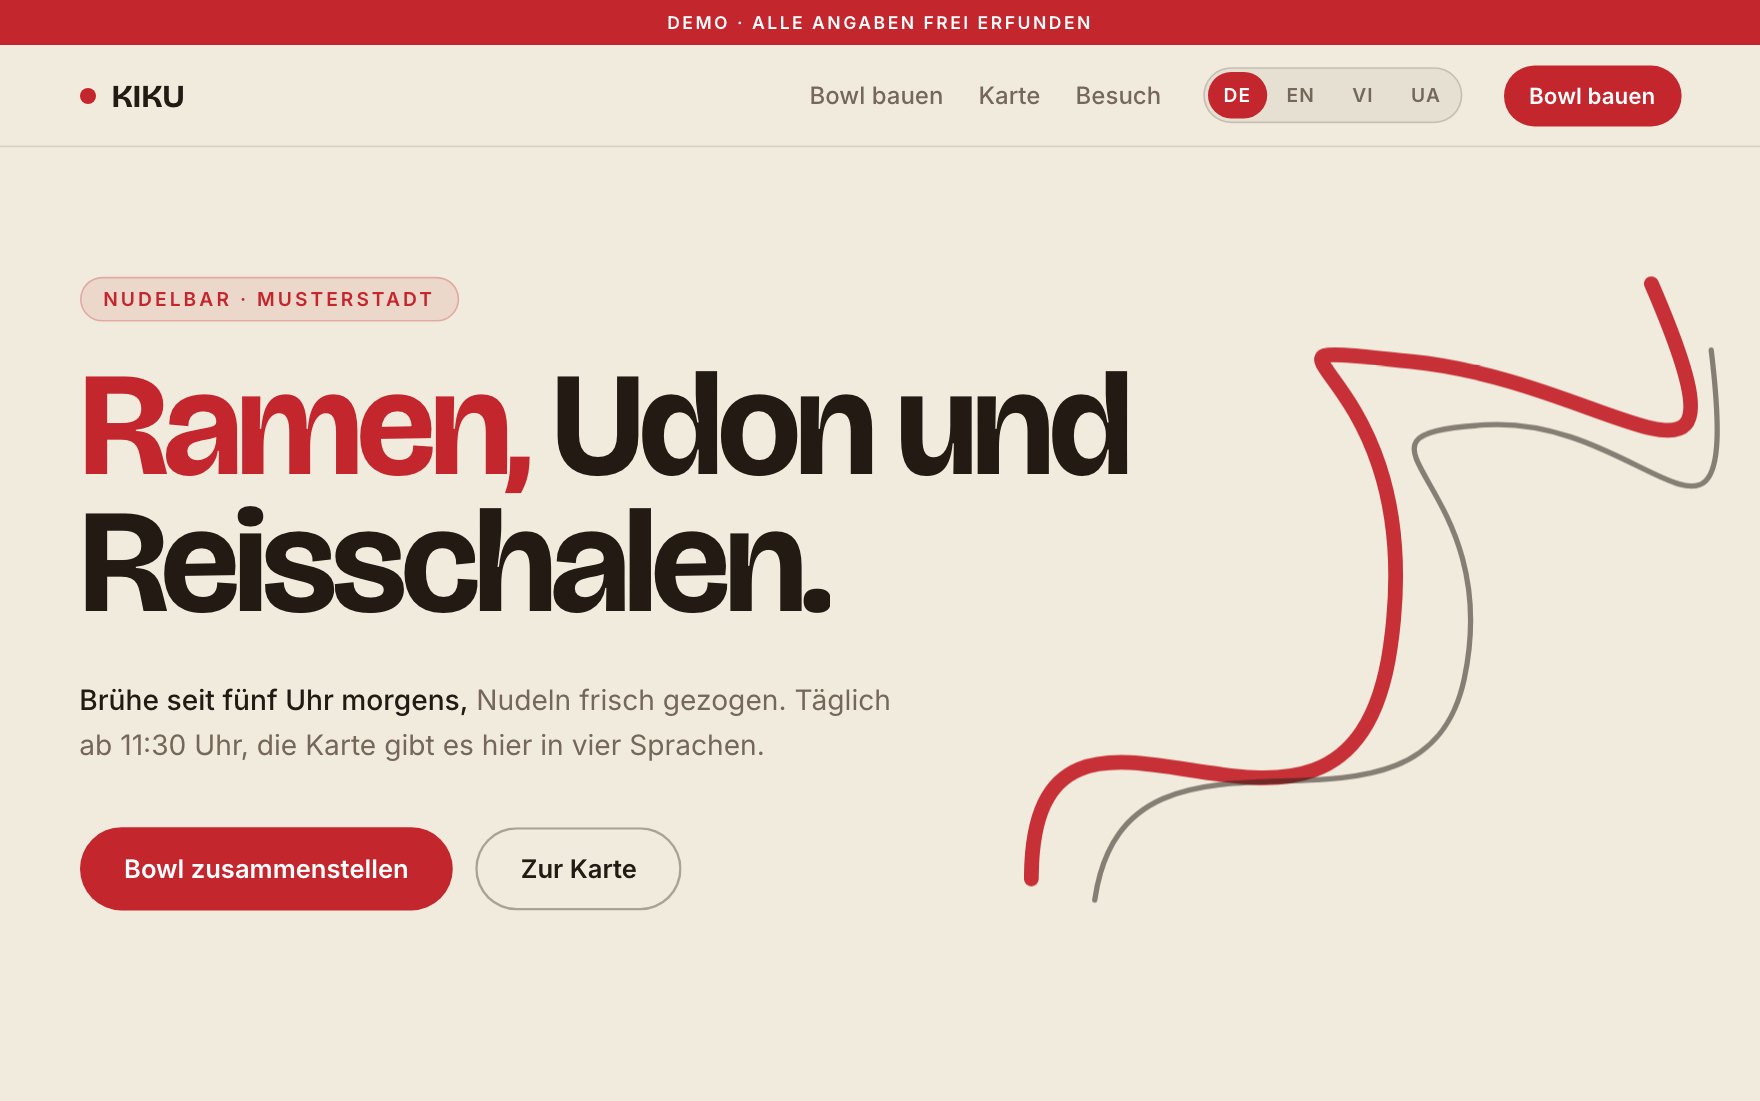 DEMO · ALLE ANGABEN FREI ERFUNDEN
KIKU
Bowl bauen
Karte
Besuch
DE
EN
VI
UA
Bowl bauen
NUDELBAR · MUSTERSTADT
Ramen, Udon und
Reisschalen.
Brühe seit fünf Uhr morgens, Nudeln frisch gezogen. Täglich
ab 11:30 Uhr, die Karte gibt es hier in vier Sprachen.
Bowl zusammenstellen
Zur Karte